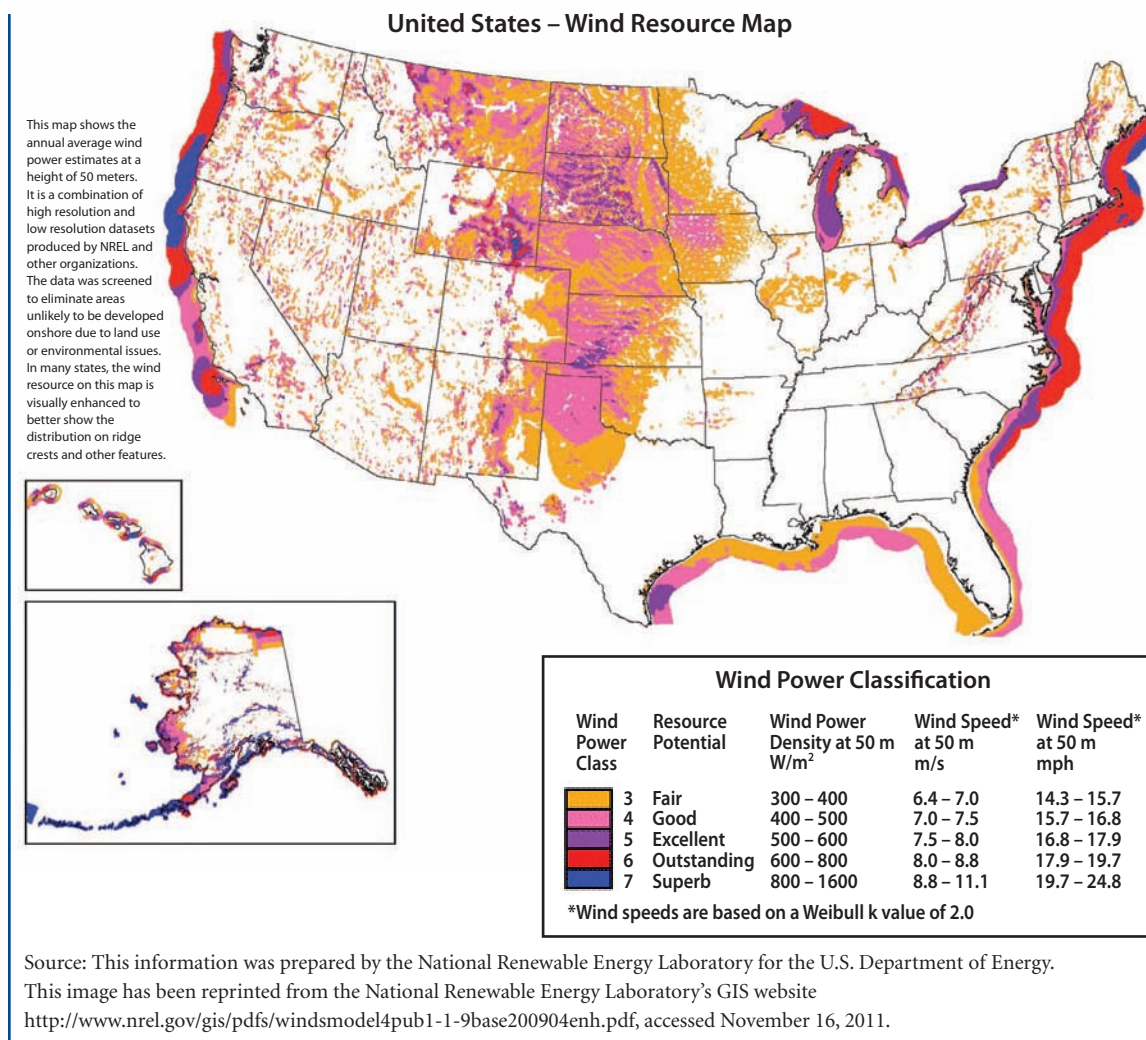 United States – Wind Resource Map
This map shows the
annual average wind
power estimates at a
height of 50 meters.
It is a combination of
high resolution and
low resolution datasets
produced by NREL and
other organizations.
The data was screened
to eliminate areas
unlikely to be developed
onshore due to land use
or environmental issues.
In many states, the wind
resource on this map is
visually enhanced to
better show the
distribution on ridge
crests and other features.
Wind Power Classification
Wind Resource Wind Power Wind Speed* Wind Speed*
Power Potential Density at 50 m at 50 m at 50 m
Class W/m² m/s mph
3 Fair 300 – 400 6.4 – 7.0 14.3 – 15.7
4 Good 400 – 500 7.0 – 7.5 15.7 – 16.8
5 Excellent 500 – 600 7.5 – 8.0 16.8 – 17.9
6 Outstanding 600 – 800 8.0 – 8.8 17.9 – 19.7
7 Superb 800 – 1600 8.8 – 11.1 19.7 – 24.8
*Wind speeds are based on a Weibull k value of 2.0
Source: This information was prepared by the National Renewable Energy Laboratory for the U.S. Department of Energy.
This image has been reprinted from the National Renewable Energy Laboratory's GIS website
http://www.nrel.gov/gis/pdfs/windsmodel4pub1-1-9base200904enh.pdf, accessed November 16, 2011.